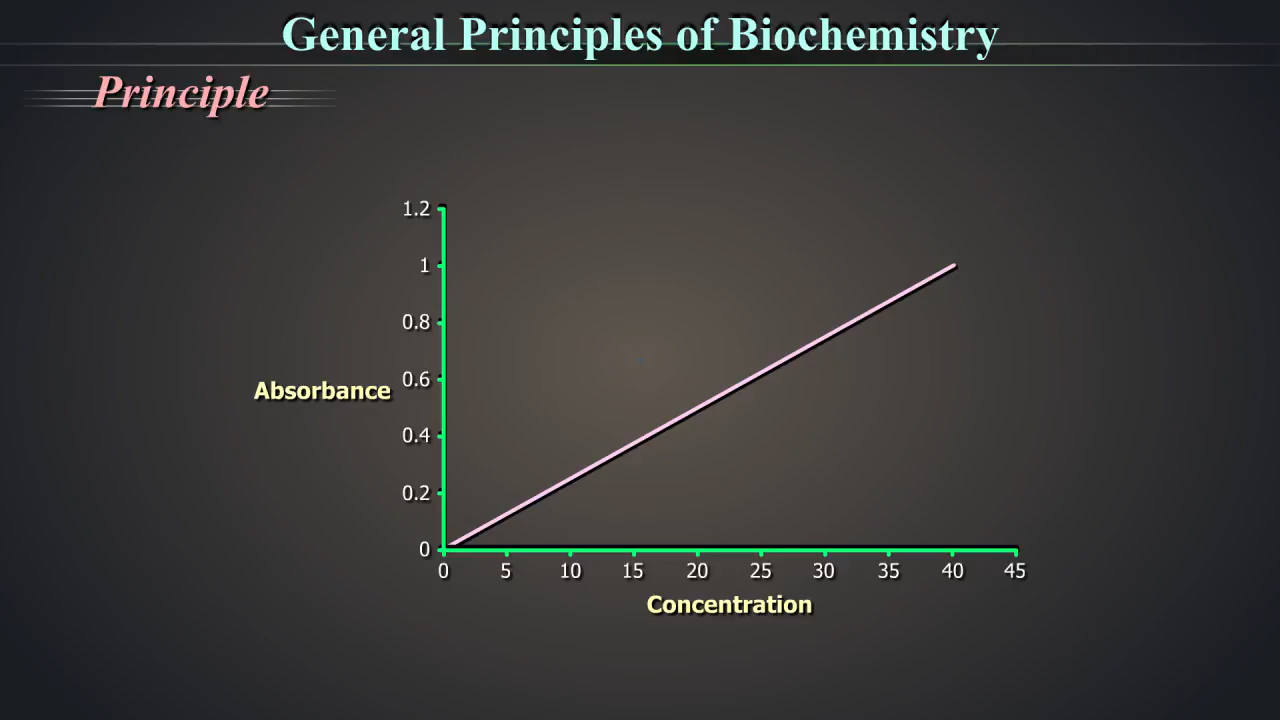 General Principles of Biochemistry
Principle
1.2
1
0.8
Absorbance 0.6
0.4
0.2
0
0 5 10 15 20 25 30 35 40 45
Concentration